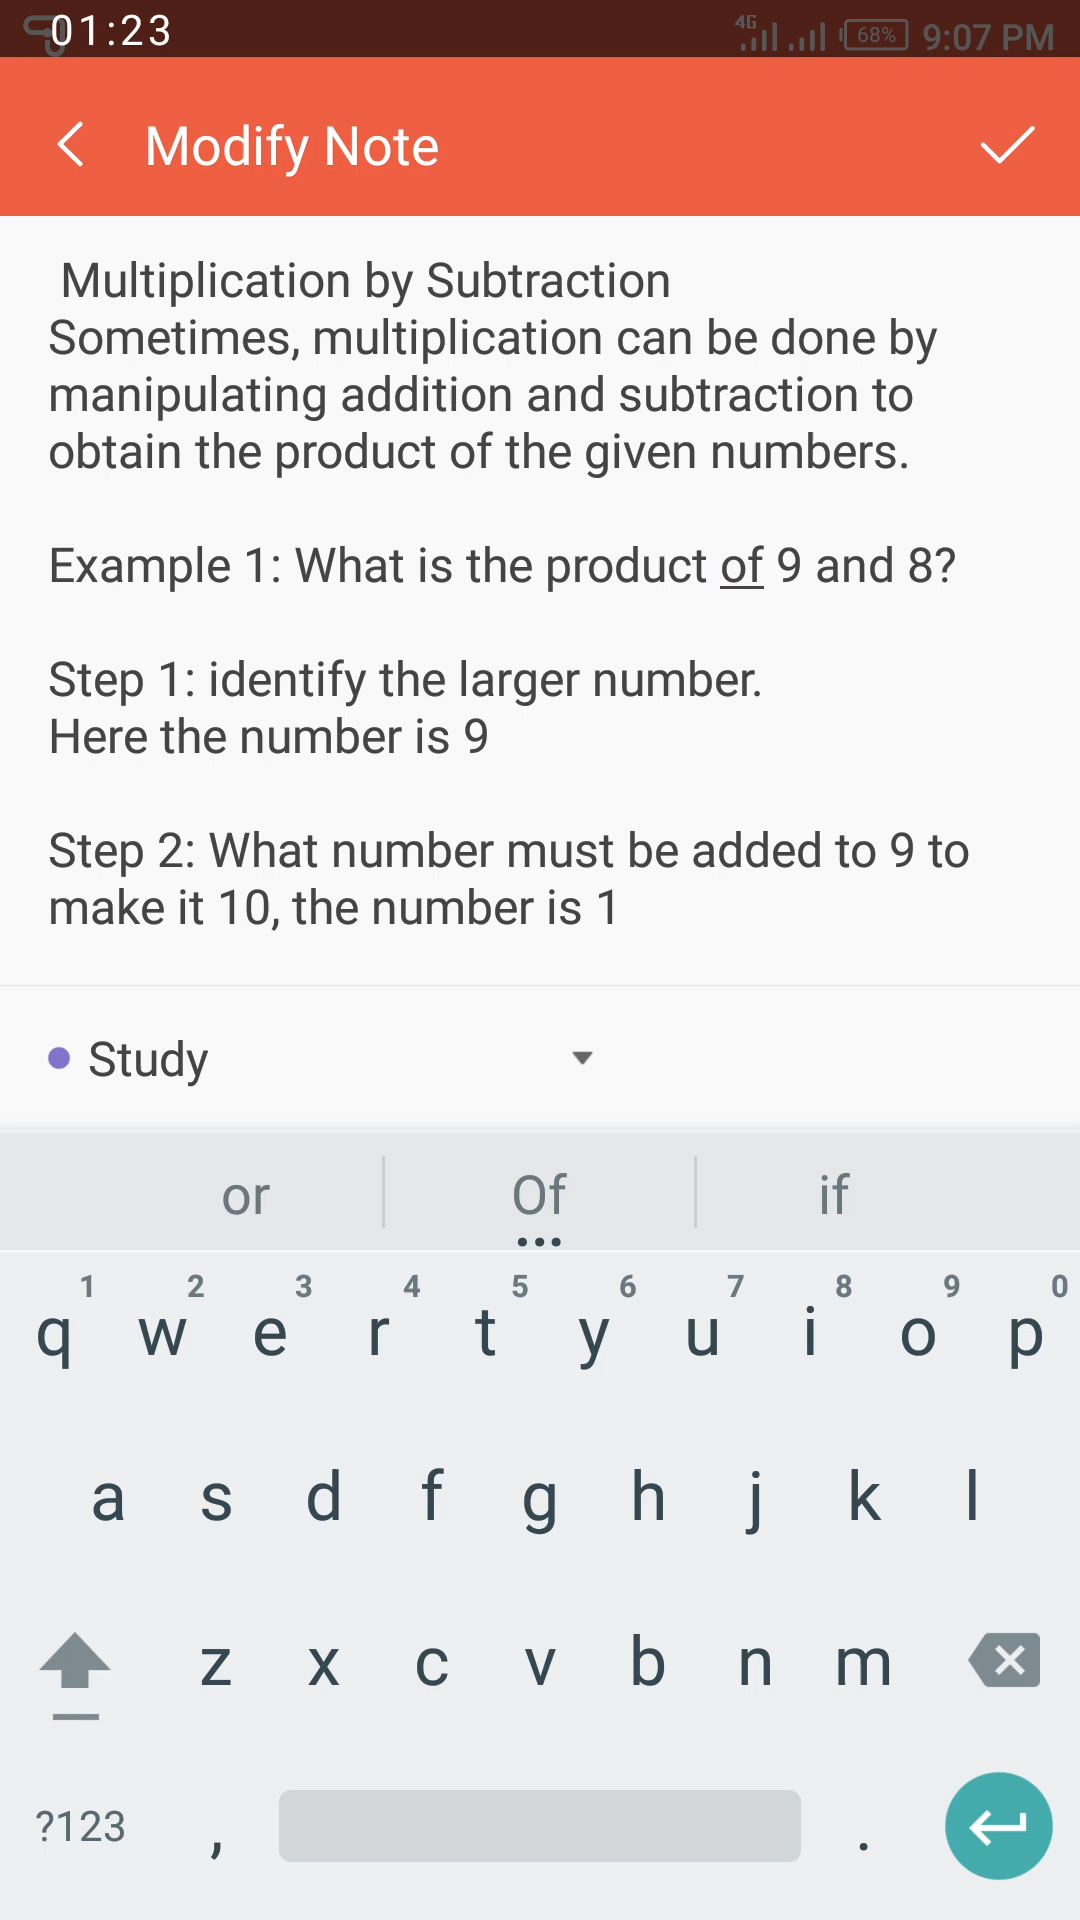 01:23 4G 68% 9:07 PM
Modify Note
Multiplication by Subtraction
Sometimes, multiplication can be done by
manipulating addition and subtraction to
obtain the product of the given numbers.
Example 1: What is the product of 9 and 8?
Step 1: identify the larger number.
Here the number is 9
Step 2: What number must be added to 9 to
make it 10, the number is 1
Study
or Of if
1 2 3 4 5 6 7 8 9 0
q w e r t y u i o p
a s d f g h j k l
z x c v b n m
?123 , .